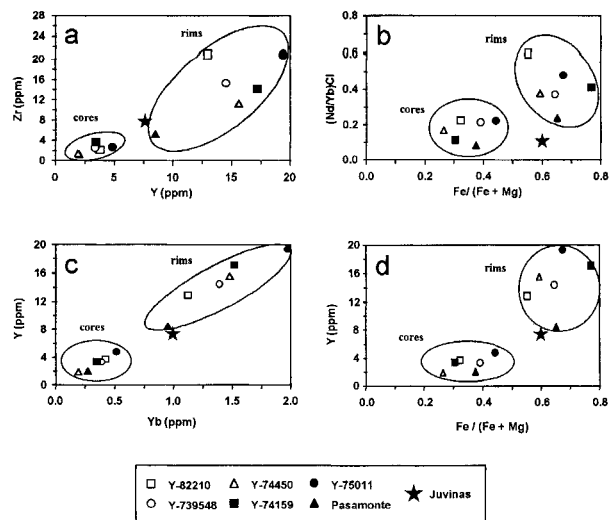 a
rims
cores
Zr (ppm)
28
24
20
16
12
8
4
0
0
5
10
15
20
Y (ppm)
b
rims
cores
(Nd/Yb)CI
0.8
0.6
0.4
0.2
0.0
0.0
0.2
0.4
0.6
0.8
Fe/ (Fe + Mg)
c
rims
cores
Y (ppm)
20
16
12
8
4
0
0.0
0.5
1.0
1.5
2.0
Yb (ppm)
d
rims
cores
Y (ppm)
20
16
12
8
4
0
0.0
0.2
0.4
0.6
0.8
Fe / (Fe + Mg)
Y-82210 Y-74450 Y-75011 Juvinas
Y-739548 Y-74159 Pasamonte